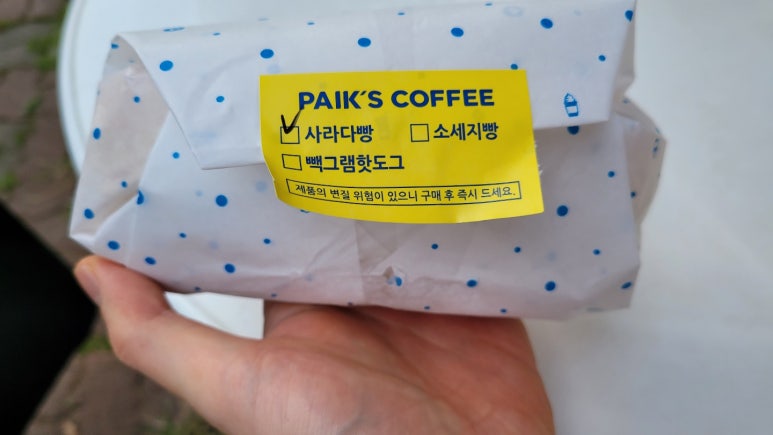 PAIK'S COFFEE
사라다빵 소세지빵
빽그램핫도그
제품의 변질 위험이 있으니 구매 후 즉시 드세요.